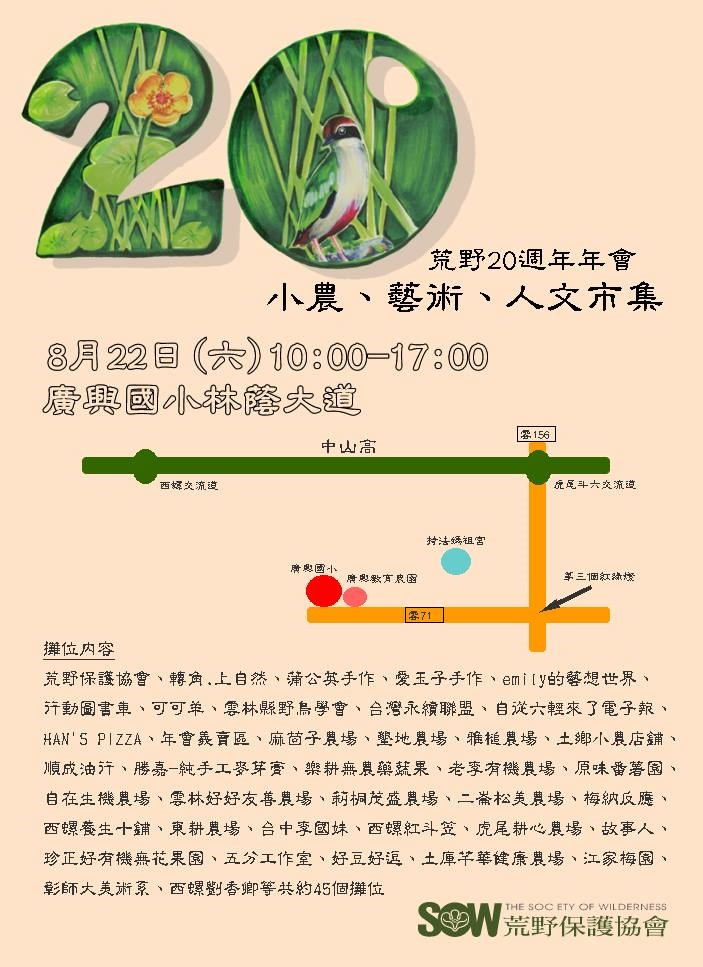 20
荒野20週年年會
小農、藝術、人文市集
8月22日(六)10:00-17:00
廣興國小林蔭大道
雲156
中山高
西螺交流道
虎尾斗六交流道
持法媽祖宮
廣興國小
廣興教育農園
第三個紅綠燈
雲71
攤位內容
荒野保護協會、轉角.上自然、蒲公英手作、愛玉子手作、emily的藝想世界、
行動圖書車、可可單、雲林縣野鳥學會、台灣永續聯盟、自從六輕來了電子報、
HAN'S PIZZA、年會義賣區、麻茴子農場、墾地農場、雅植農場、土鄉小農店舖、
順成油行、勝嘉-純手工麥芽膏、樂耕無農藥蔬果、老李有機農場、原味番薯園、
自在生機農場、雲林好好友善農場、莿桐茂盛農場、二崙松美農場、梅納反應、
西螺養生十鋪、東耕農場、台中李國妹、西螺紅斗笠、虎尾耕心農場、故事人、
珍正好有機無花果園、五分工作室、好豆好逗、土庫芊華健康農場、江家梅園、
彰師大美術系、西螺劉香鄉等共約45個攤位
SOW THE SOCIETY OF WILDERNESS
荒野保護協會